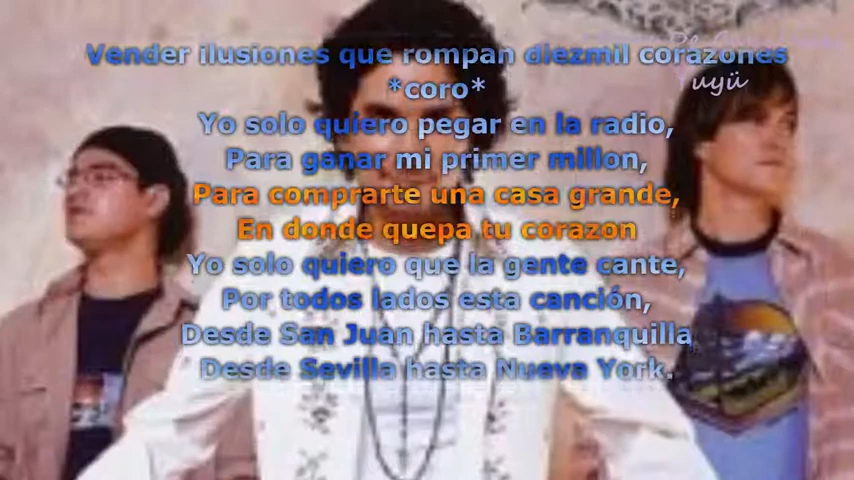 Vender ilusiones que rompan diezmil corazones
*coro*
Yo solo quiero pegar en la radio,
Para ganar mi primer millon,
Para comprarte una casa grande,
En donde quepa tu corazon
Yo solo quiero que la gente cante,
Por todos lados esta canción,
Desde San Juan hasta Barranquilla
Desde Sevilla hasta Nueva York.
Yuyü